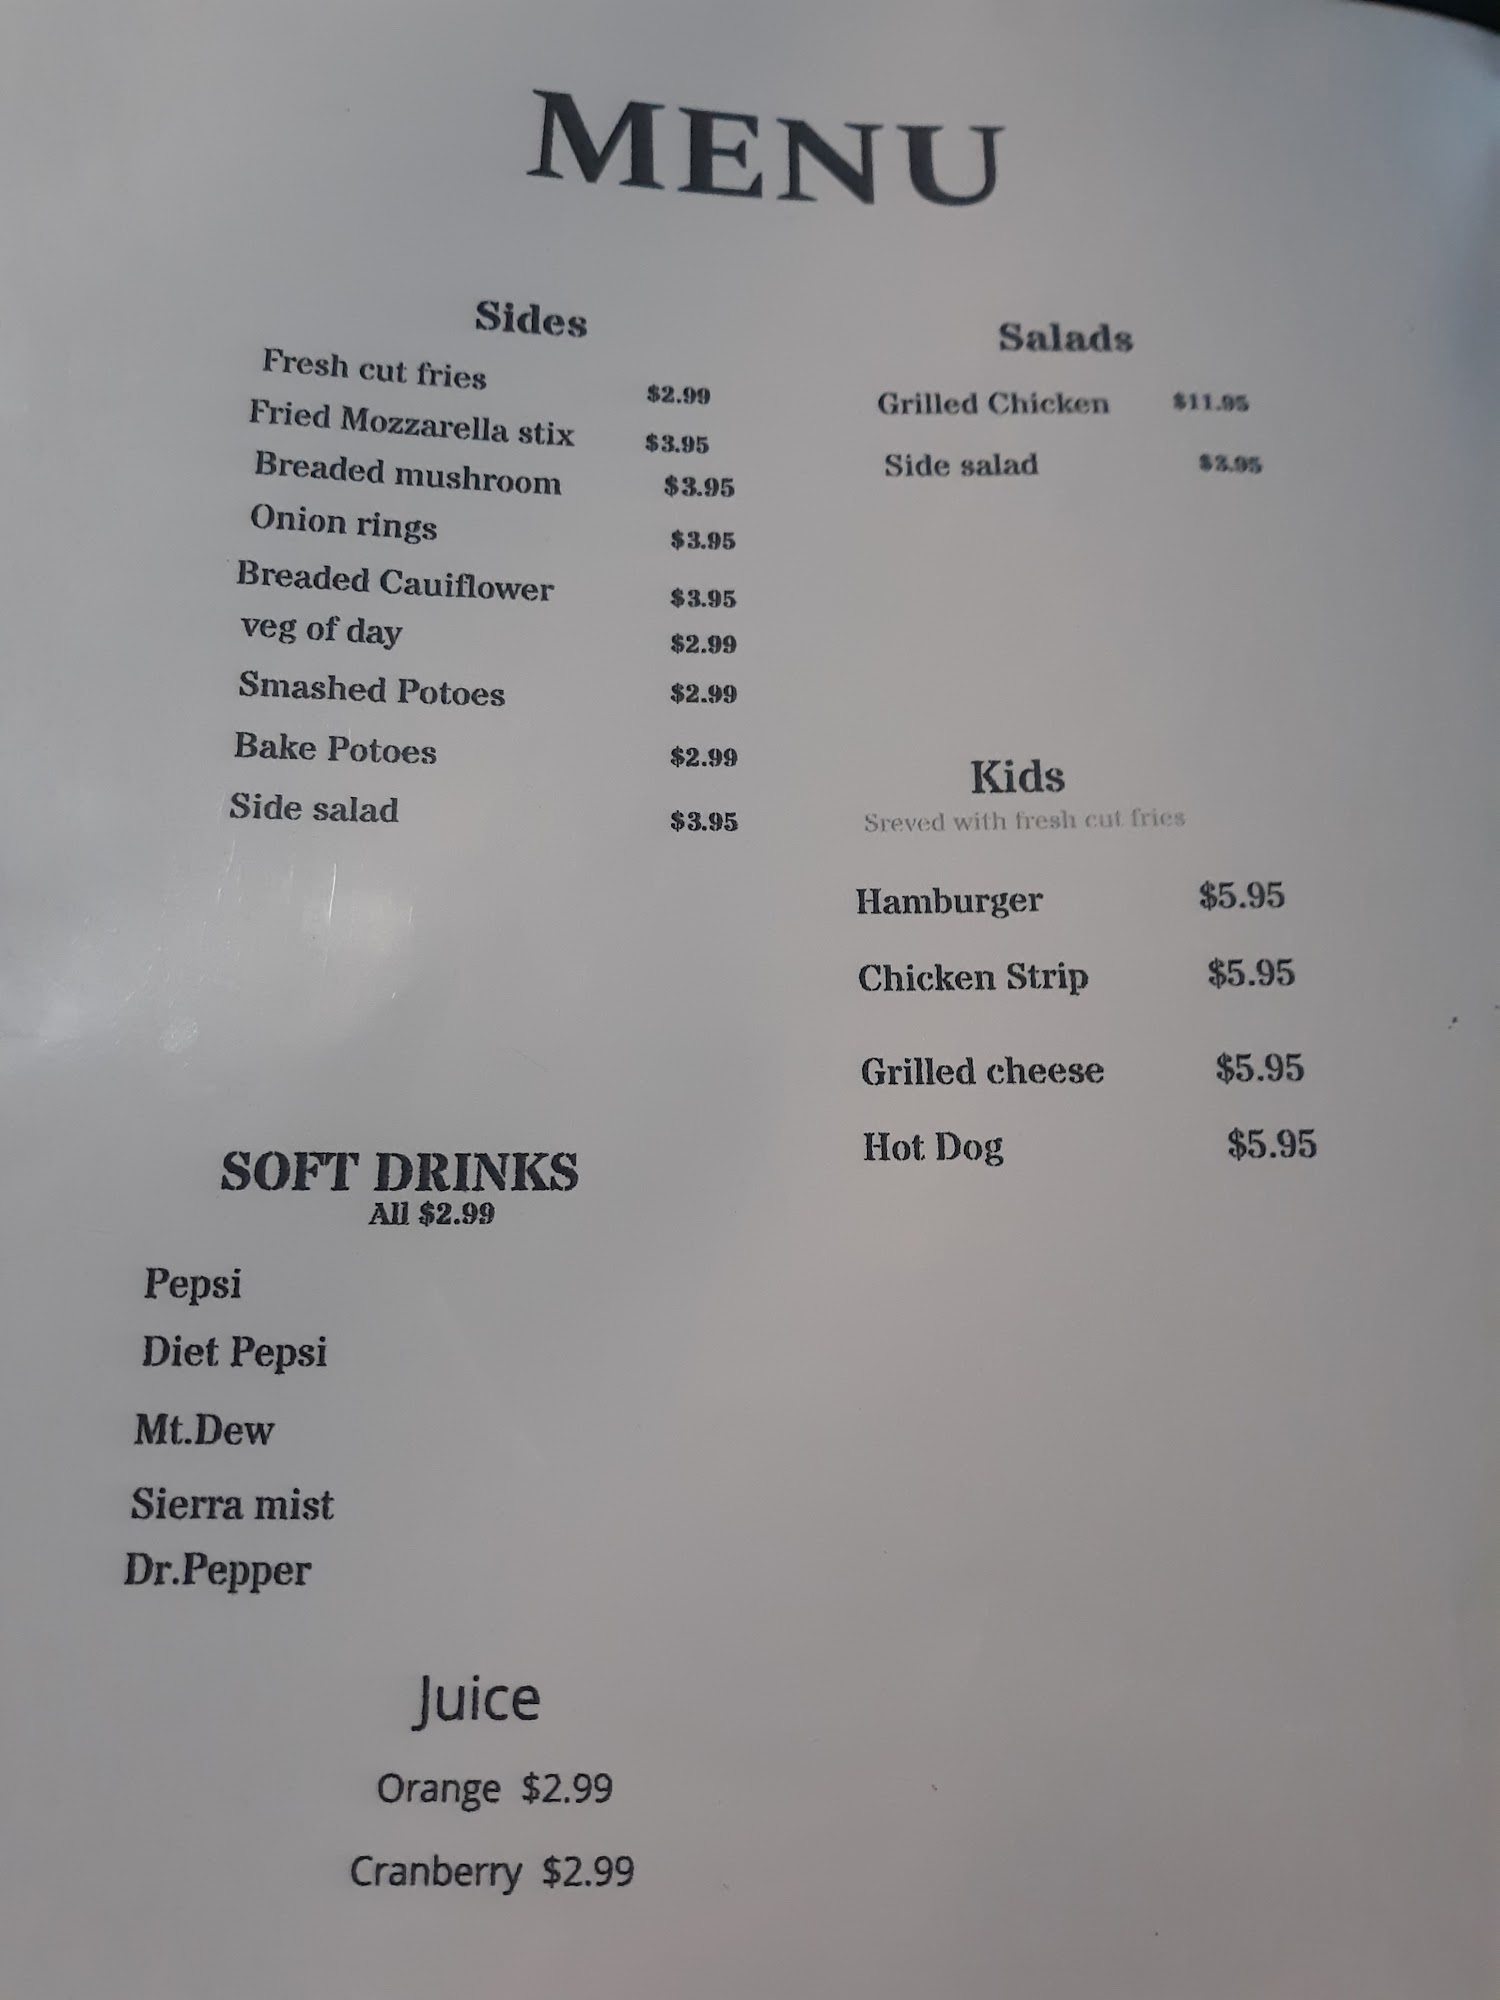 MENU
Sides
Fresh cut fries $2.99
Fried Mozzarella stix $3.95
Breaded mushroom $3.95
Onion rings $3.95
Breaded Cauiflower $3.95
veg of day $2.99
Smashed Potoes $2.99
Bake Potoes $2.99
Side salad $3.95
Salads
Grilled Chicken $11.95
Side salad $3.95
Kids
Sreved with fresh cut fries
Hamburger $5.95
Chicken Strip $5.95
Grilled cheese $5.95
Hot Dog $5.95
SOFT DRINKS
All $2.99
Pepsi
Diet Pepsi
Mt.Dew
Sierra mist
Dr.Pepper
Juice
Orange $2.99
Cranberry $2.99